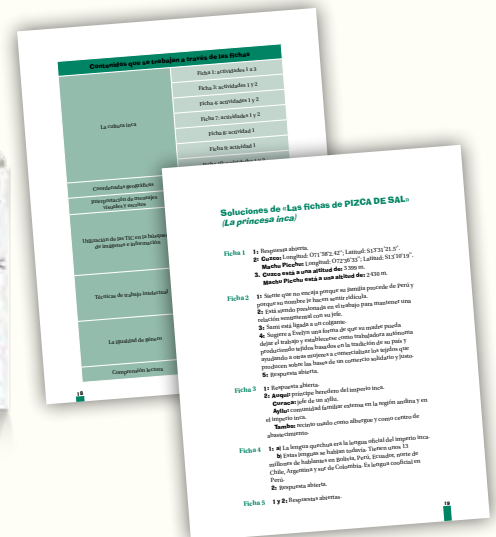 Contenidos que se trabajan a través de las fichas
La cultura inca
Ficha 1: actividades 1 a 3
Ficha 3: actividades 1 y 2
Ficha 4: actividades 1 y 2
Ficha 7: actividades 1 y 2
Ficha 8: actividad 1
Ficha 9: actividad 1
Coordenadas geográficas
Interpretación de mensajes
visuales y escritos
Utilización de las TIC en la búsqueda
de imágenes e información
Técnicas de trabajo intelectual
La igualdad de género
Comprensión lectora
18
Soluciones de «Las fichas de PIZCA DE SAL»
(La princesa inca)
Ficha 1 1: Respuesta abierta.
2: Cuzco: Longitud: O71°58'2,42"; Latitud: S13°31'21,5".
Machu Picchu: Longitud: O72°36'33"; Latitud: S13°10'19".
3. Cuzco está a una altitud de: 3 399 m.
Machu Picchu está a una altitud de: 2 430 m.
Ficha 2 1: Siente que no encaja porque su familia procede de Perú y
porque su nombre le hacen sentir ridícula.
2: Está siendo presionada en el trabajo para mantener una
relación sentimental con su jefe.
3: Sami está ligada a un colgante.
4: Sugiere a Evelyn una forma de que su madre pueda
dejar el trabajo y establecerse como trabajadora autónoma
produciendo tejidos basados en la tradición de su país y
ayudando a otras mujeres a comercializar los tejidos que
producen sobre las bases de un comercio solidario y justo.
5: Respuesta abierta.
Ficha 3 1: Respuesta abierta.
2: Auqui: príncipe heredero del imperio inca.
Curaca: jefe de un ayllu.
Ayllu: comunidad familiar extensa en la región andina y en
el imperio inca.
Tambo: recinto usado como albergue y como centro de
abastecimiento.
Ficha 4 1: a) La lengua quechua era la lengua oficial del imperio inca.
b) Estas lenguas se hablan todavía. Tienen unos 13
millones de hablantes en Bolivia, Perú, Ecuador, norte de
Chile, Argentina y sur de Colombia. Es lengua cooficial en
Perú.
2: Respuesta abierta.
Ficha 5 1 y 2: Respuestas abiertas.
19